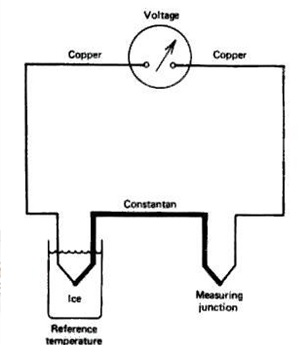 Voltage
Copper
Copper
Constantan
Ice
Measuring
junction
Reference
temperature